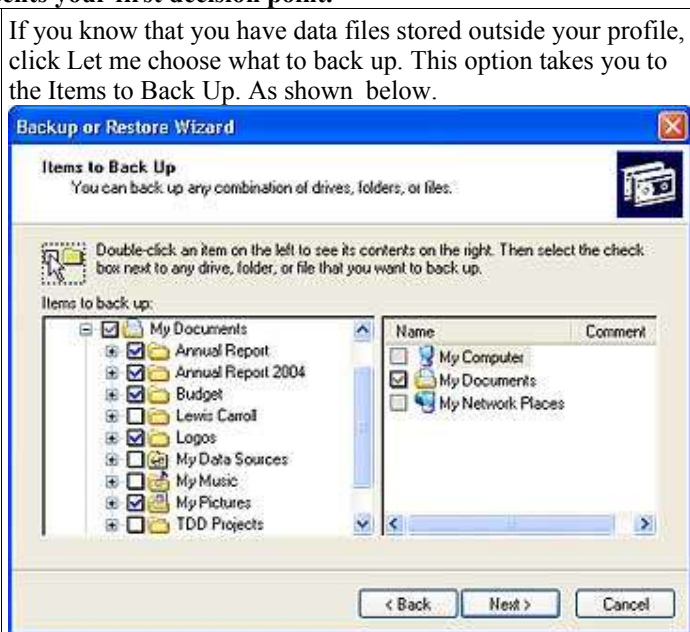 ents your first decision point.
If you know that you have data files stored outside your profile,
click Let me choose what to back up. This option takes you to
the Items to Back Up. As shown below.
Backup or Restore Wizard
Items to Back Up
You can back up any combination of drives, folders, or files.
Double-click an item on the left to see its contents on the right. Then select the check
box next to any drive, folder, or file that you want to back up.
Items to back up:
My Documents
Annual Report
Annual Report 2004
Budget
Lewis Carroll
Logos
My Data Sources
My Music
My Pictures
TDD Projects
Name Comment
My Computer
My Documents
My Network Places
< Back Next > Cancel